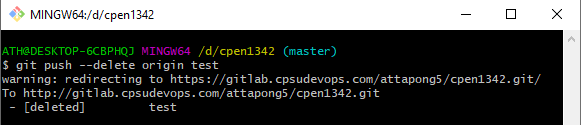 MINGW64:/d/cpen1342
ATH@DESKTOP-6CBPHQJ MINGW64 /d/cpen1342 (master)
$ git push --delete origin test
warning: redirecting to https://gitlab.cpsudevops.com/attapong5/cpen1342.git/
To http://gitlab.cpsudevops.com/attapong5/cpen1342.git
 - [deleted]         test